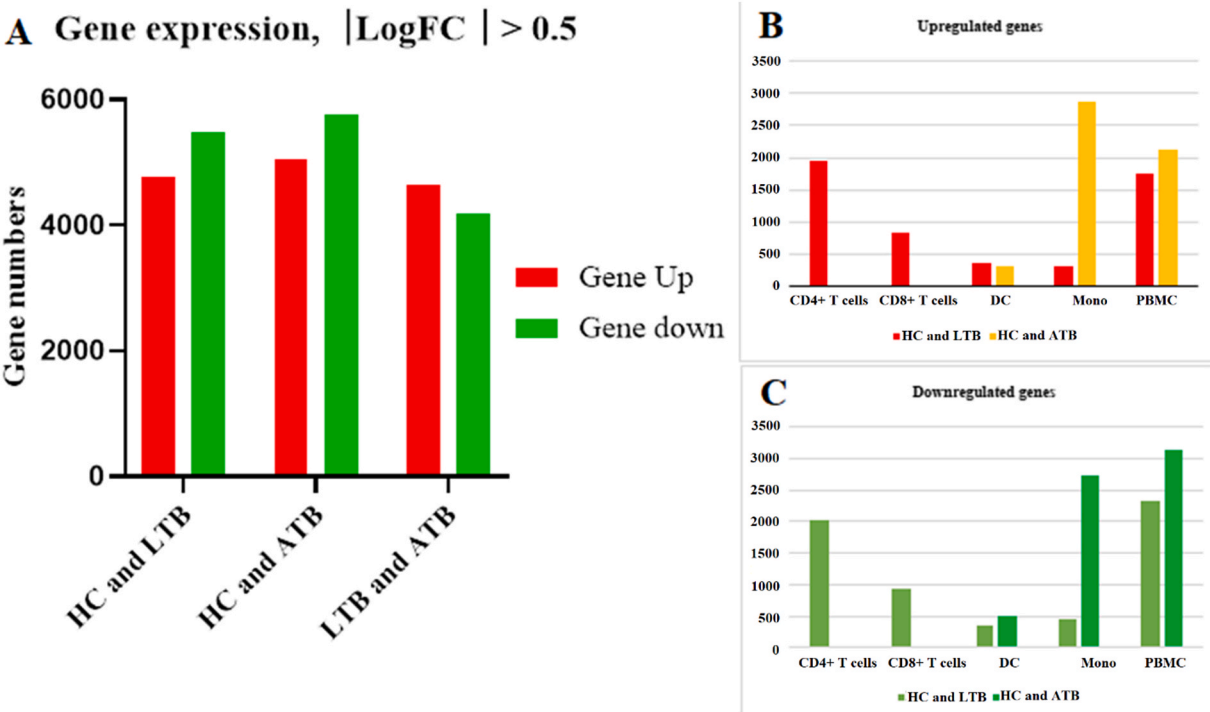 A Gene expression, |LogFC | > 0.5
Gene numbers
6000
4000
2000
0
HC and LTB
HC and ATB
LTB and ATB
Gene Up
Gene down
B
Upregulated genes
3500
3000
2500
2000
1500
1000
500
0
CD4+ T cells CD8+ T cells DC Mono PBMC
HC and LTB HC and ATB
C
Downregulated genes
3500
3000
2500
2000
1500
1000
500
0
CD4+ T cells CD8+ T cells DC Mono PBMC
HC and LTB HC and ATB